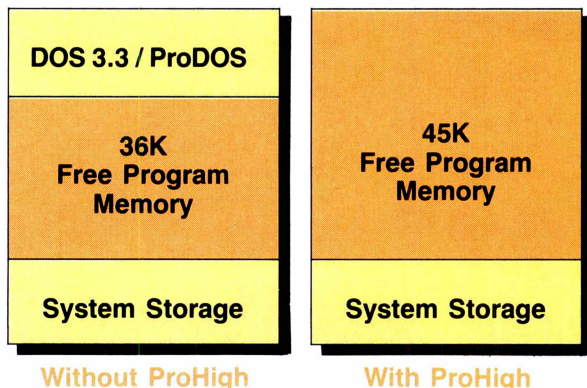 DOS 3.3 / ProDOS
36K
Free Program
Memory
System Storage
Without ProHigh
45K
Free Program
Memory
System Storage
With ProHigh